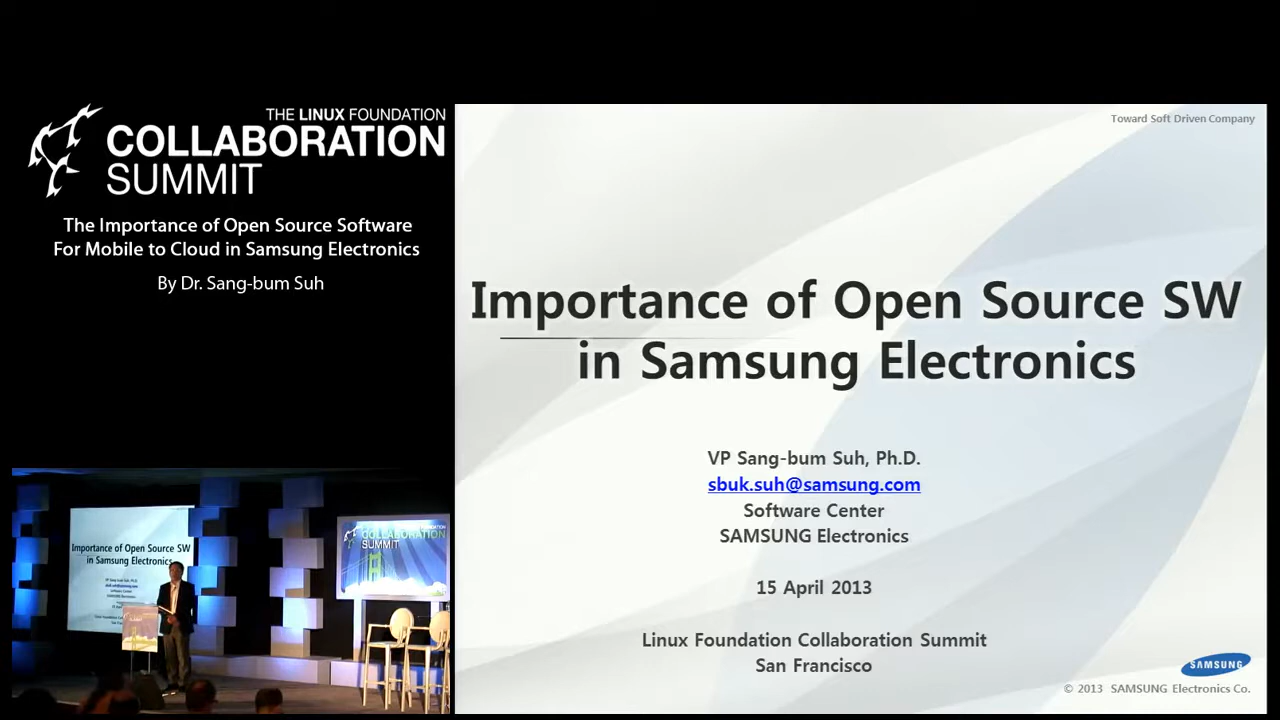 THE LINUX FOUNDATION
COLLABORATION
SUMMIT
The Importance of Open Source Software
For Mobile to Cloud in Samsung Electronics
By Dr. Sang-bum Suh
Toward Soft Driven Company
Importance of Open Source SW
in Samsung Electronics
VP Sang-bum Suh, Ph.D.
sbuk.suh@samsung.com
Software Center
SAMSUNG Electronics
15 April 2013
Linux Foundation Collaboration Summit
San Francisco
SAMSUNG
© 2013 SAMSUNG Electronics Co.
Importance of Open Source SW
in Samsung Electronics
COLLABORATION
SUMMIT